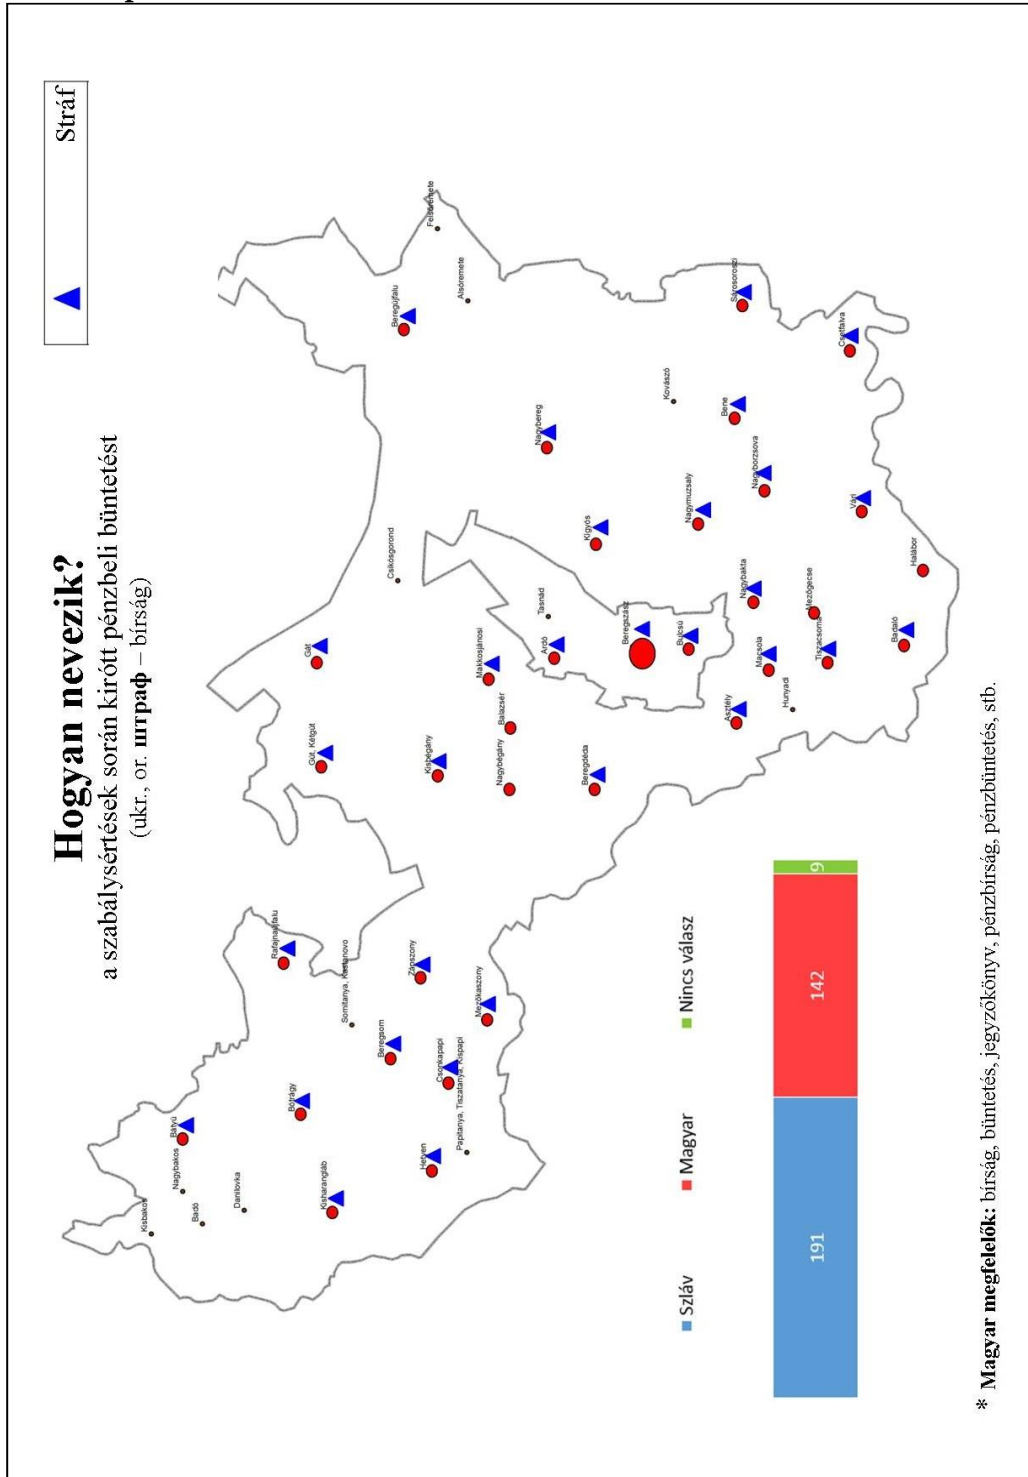 Stráf
Hogyan nevezik?
a szabálysértések során kirótt pénzbeli büntetést
(ukr., or. штраф – bírság)
Felsőremete
Alsóremete
Beregújfalu
Sárosoroszi
Csetfalva
Kovászó
Bene
Nagybereg
Nagyborzsova
Nagymuzsaly
Vári
Kígyós
Csikósgorond
Halábor
Nagybakta
Mezőgecse
Tasnád
Beregszász
Bulcsú
Ardó
Gát
Makkosjánosi
Macsola
Tiszacsoma
Badaló
Hunyadi
Asztély
Balazsér
Gút, Kétgút
Kisbégány
Nagybégány
Beregdéda
Rafajnaújfalu
Zápszony
Mezőkaszony
Somitanya, Kastanovo
Beregsom
Csonkapapi
Papitanya, Tiszatanya, Kispapi
Bótrágy
Bátyú
Hetyen
Nagybakos
Danilovka
Kisharangláb
Badó
Kisbakos
Szláv
Magyar
Nincs válasz
191
142
9
* Magyar megfelelők: bírság, büntetés, jegyzőkönyv, pénzbírság, pénzbüntetés, stb.